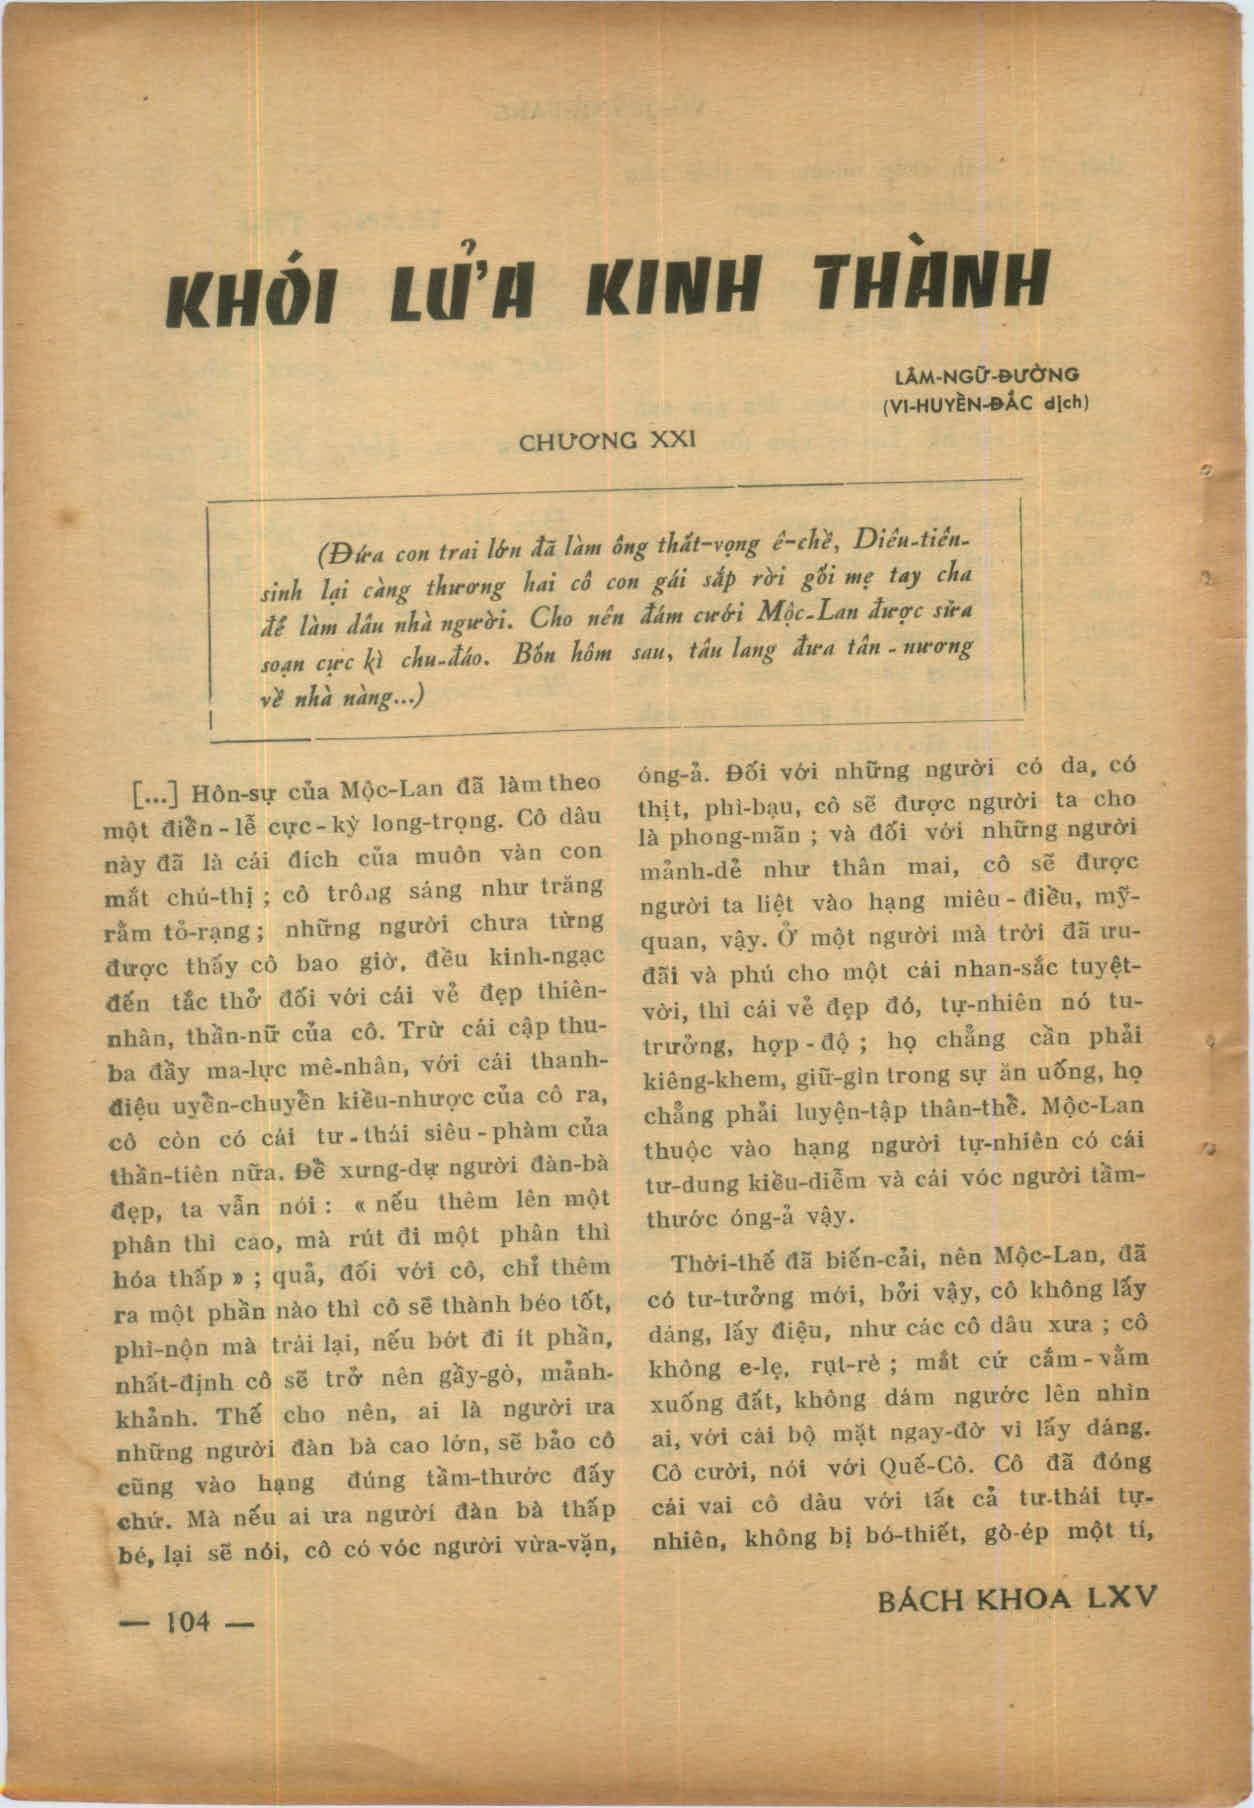 KHÓI LỬA KINH THÀNH
LÂM-NGỮ-ĐƯỜNG
(VI-HUYỀN-ĐẮC dịch)
CHƯƠNG XXI
(Đứa con trai lớn đã làm ông thất-vọng ê-chề, Diêu-tiên-
sinh lại càng thương hai cô con gái sắp rời gối mẹ tay cha
để làm dâu nhà người. Cho nên đám cưới Mộc-Lan được sửa
soạn cực kì chu-đáo. Bốn hôm sau, tâu lang đưa tân-nương
về nhà nàng...)
[...] Hôn-sự của Mộc-Lan đã làm theo
một điền-lễ cực-kỳ long-trọng. Cô dâu
này đã là cái đích của muôn vàn con
mắt chú-thị ; cô trông sáng như trăng
rằm tỏ-rạng ; những người chưa từng
được thấy cô bao giờ, đều kinh-ngạc
đến tắc thở đối với cái vẻ đẹp thiên-
nhân, thần-nữ của cô. Trừ cái cập thu-
ba đầy ma-lực mê-nhân, với cái thanh-
điệu uyền-chuyền kiều-nhược của cô ra,
cô còn có cái tư-thái siêu-phàm của
thần-tiên nữa. Đề xưng-dự người đàn-bà
đẹp, ta vẫn nói : « nếu thêm lên một
phân thì cao, mà rút đi một phân thì
hóa thấp » ; quả, đối với cô, chỉ thêm
ra một phần nào thì cô sẽ thành béo tốt,
phì-nộn mà trái lại, nếu bớt đi ít phần,
nhất-định cô sẽ trở nên gầy-gò, mảnh-
khảnh. Thế cho nên, ai là người ưa
những người đàn bà cao lớn, sẽ bảo cô
cũng vào hạng đúng tầm-thước đấy
chứ. Mà nếu ai ưa người đàn bà thấp
bé, lại sẽ nói, cô có vóc người vừa-vặn,
óng-ả. Đối với những người có da, có
thịt, phì-bạu, cô sẽ được người ta cho
là phong-mãn ; và đối với những người
mảnh-dẻ như thân mai, cô sẽ được
người ta liệt vào hạng miêu-điều, mỹ-
quan, vậy. Ở một người mà trời đã ưu-
đãi và phú cho một cái nhan-sắc tuyệt-
vời, thì cái vẻ đẹp đó, tự-nhiên nó tu-
trưởng, hợp-độ ; họ chẳng cần phải
kiêng-khem, giữ-gìn trong sự ăn uống, họ
chẳng phải luyện-tập thân-thề. Mộc-Lan
thuộc vào hạng người tự-nhiên có cái
tư-dung kiều-diễm và cái vóc người tầm-
thước óng-ả vậy.
Thời-thế đã biến-cải, nên Mộc-Lan, đã
có tư-tưởng mới, bởi vậy, cô không lấy
dáng, lấy điệu, như các cô dâu xưa ; cô
không e-lẹ, rụt-rè ; mắt cứ cắm-vằm
xuống đất, không dám ngước lên nhìn
ai, với cái bộ mặt ngay-đờ vì lấy dáng.
Cô cười, nói với Quế-Cô. Cô đã đóng
cái vai cô dâu với tất cả tư-thái tự-
nhiên, không bị bó-thiết, gò-ép một tí,
BÁCH KHOA LXV
— 104 —